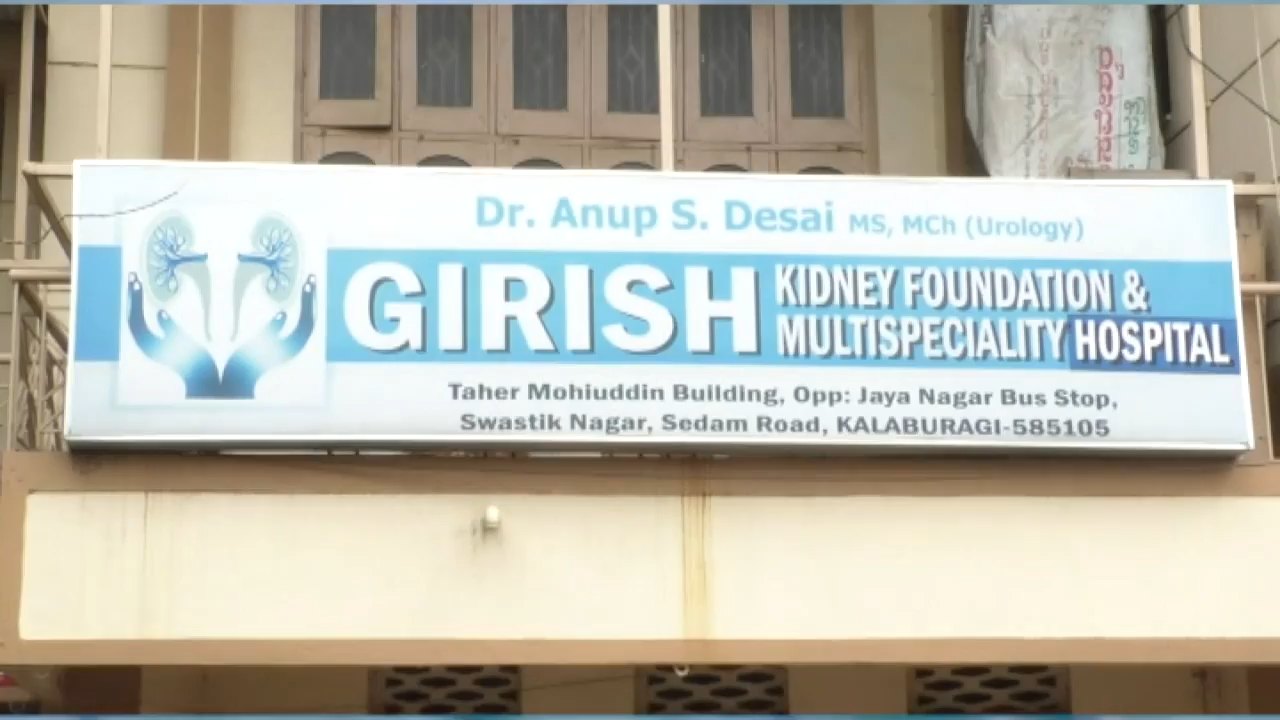 Dr. Anup S. Desai MS, MCh (Urology)
GIRISH KIDNEY FOUNDATION &
MULTISPECIALITY HOSPITAL
Taher Mohiuddin Building, Opp: Jaya Nagar Bus Stop,
Swastik Nagar, Sedam Road, KALABURAGI-585105